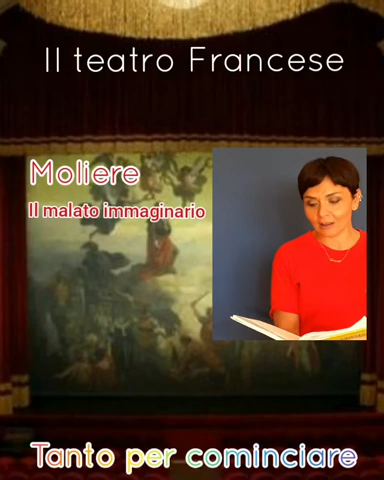 Il teatro Francese
Moliere
Il malato immaginario
Tanto per cominciare